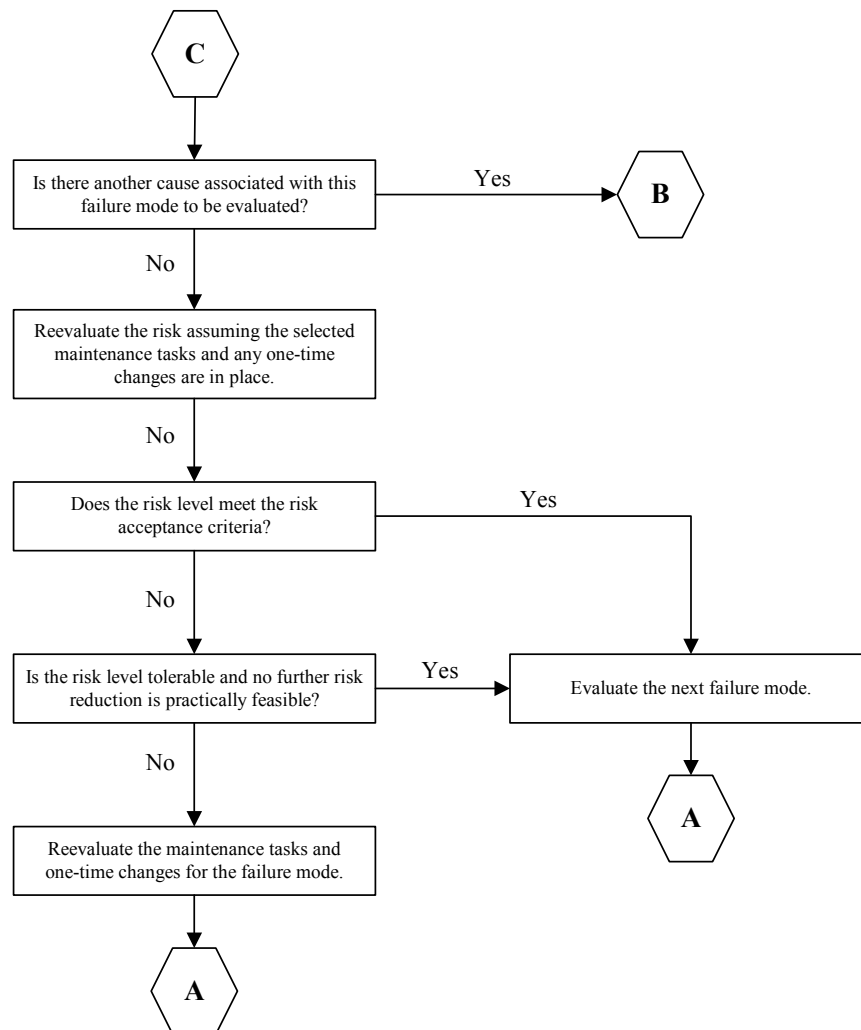 C
Is there another cause associated with this
failure mode to be evaluated?
Yes
B
No
Reevaluate the risk assuming the selected
maintenance tasks and any one-time
changes are in place.
No
Does the risk level meet the risk
acceptance criteria?
Yes
No
Is the risk level tolerable and no further risk
reduction is practically feasible?
Yes
Evaluate the next failure mode.
No
A
Reevaluate the maintenance tasks and
one-time changes for the failure mode.
A